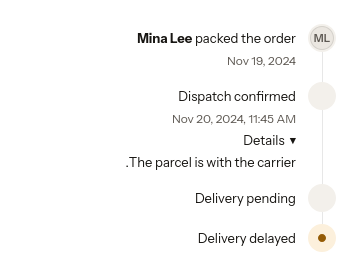 ML
Mina Lee packed the order
Nov 19, 2024
Dispatch confirmed
Nov 20, 2024, 11:45 AM
Details ▾
.The parcel is with the carrier
Delivery pending
Delivery delayed